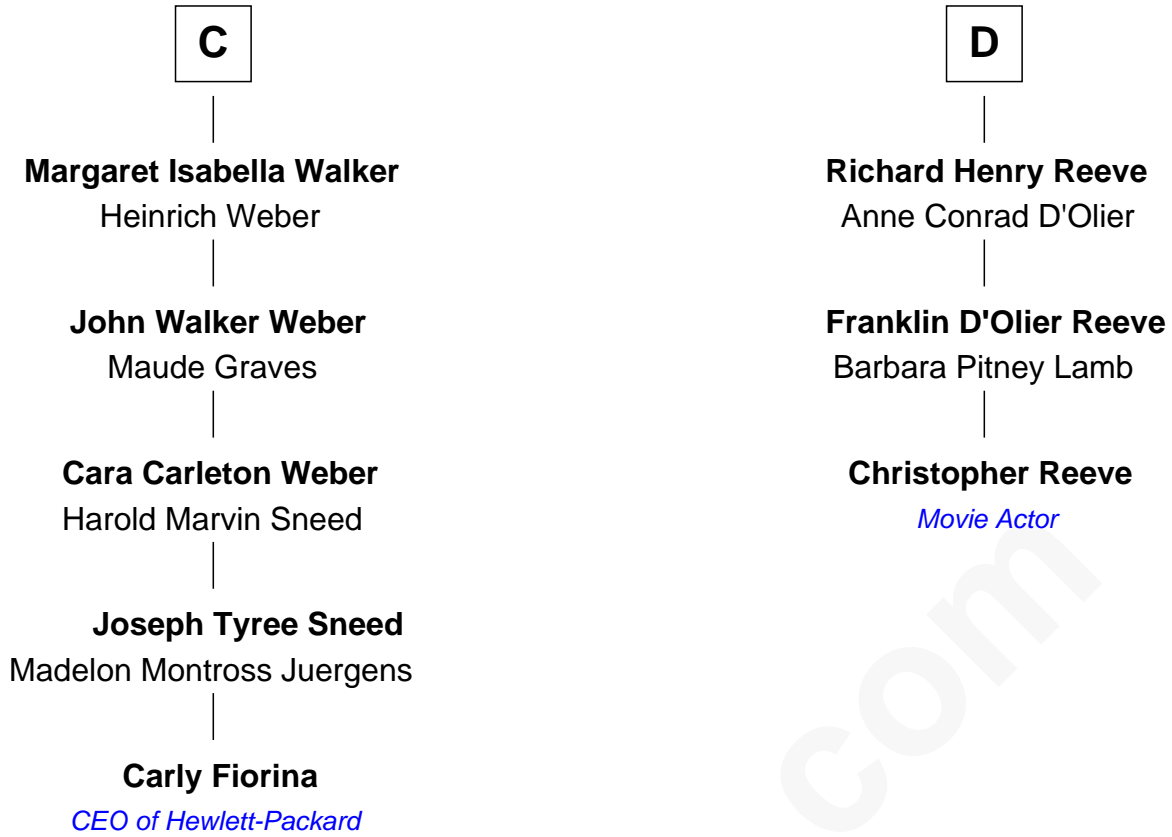 C
Margaret Isabella Walker
Heinrich Weber
John Walker Weber
Maude Graves
Cara Carleton Weber
Harold Marvin Sneed
Joseph Tyree Sneed
Madelon Montross Juergens
Carly Fiorina
CEO of Hewlett-Packard
D
Richard Henry Reeve
Anne Conrad D'Olier
Franklin D'Olier Reeve
Barbara Pitney Lamb
Christopher Reeve
Movie Actor
com